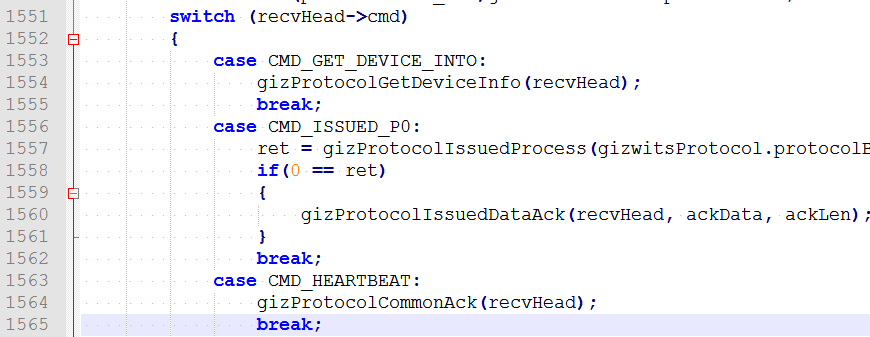 1551 switch (recvHead->cmd)
1552 {
1553 case CMD_GET_DEVICE_INTO:
1554 gizProtocolGetDeviceInfo(recvHead);
1555 break;
1556 case CMD_ISSUED_P0:
1557 ret = gizProtocolIssuedProcess(gizwitsProtocol.protocolB
1558 if(0 == ret)
1559 {
1560 gizProtocolIssuedDataAck(recvHead, ackData, ackLen);
1561 }
1562 break;
1563 case CMD_HEARTBEAT:
1564 gizProtocolCommonAck(recvHead);
1565 break;